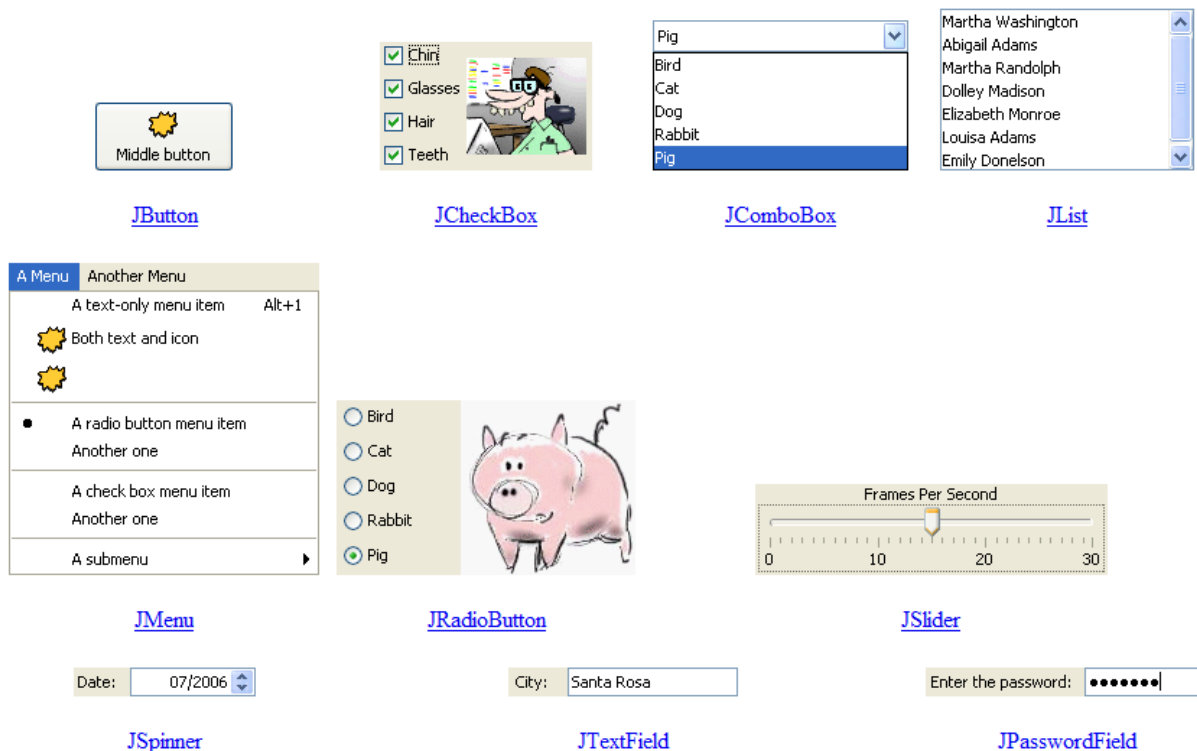 Middle button
JButton
Chin
Glasses
Hair
Teeth
JCheckBox
Pig
Bird
Cat
Dog
Rabbit
Pig
JComboBox
Martha Washington
Abigail Adams
Martha Randolph
Dolley Madison
Elizabeth Monroe
Louisa Adams
Emily Donelson
JList
A Menu Another Menu
A text-only menu item Alt+1
Both text and icon
A radio button menu item
Another one
A check box menu item
Another one
A submenu
JMenu
Bird
Cat
Dog
Rabbit
Pig
JRadioButton
Frames Per Second
0 10 20 30
JSlider
Date: 07/2006
JSpinner
City: Santa Rosa
JTextField
Enter the password: ●●●●●●●
JPasswordField